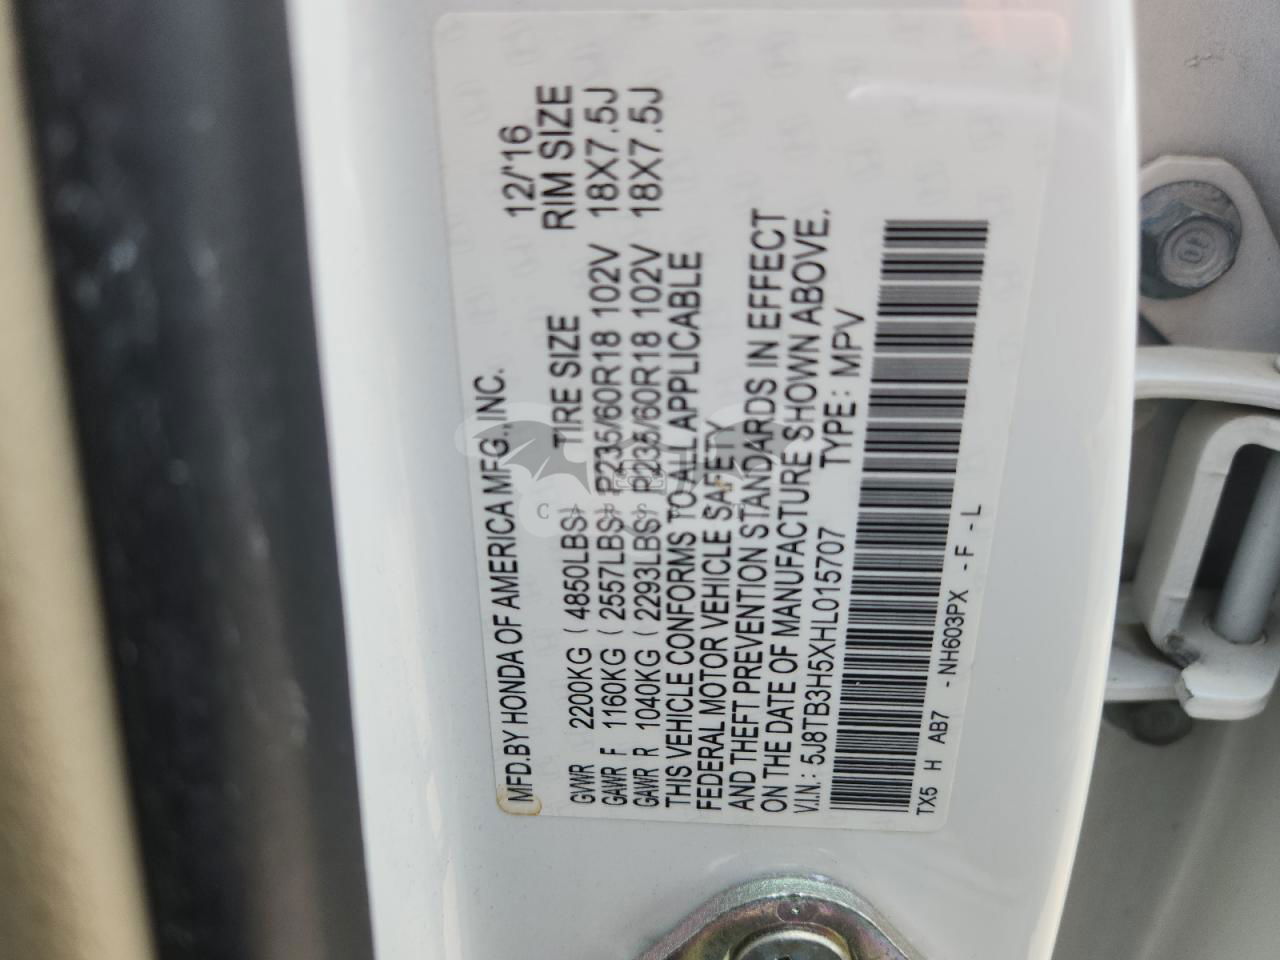 MFD.BY HONDA OF AMERICA MFG.,INC. 12/'16
TIRE SIZE RIM SIZE
GVWR 2200KG ( 4850LBS)
GAWR F 1160KG ( 2557LBS) P235/60R18 102V 18X7.5J
GAWR R 1040KG ( 2293LBS) P235/60R18 102V 18X7.5J
THIS VEHICLE CONFORMS TO ALL APPLICABLE
FEDERAL MOTOR VEHICLE SAFETY
AND THEFT PREVENTION STANDARDS IN EFFECT
ON THE DATE OF MANUFACTURE SHOWN ABOVE.
V.I.N.: 5J8TB3H5XHL015707 TYPE: MPV
TX5 H AB7 -NH603PX -F -L